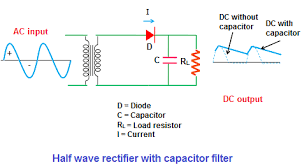 I
DC without
capacitor
DC with
capacitor
AC input
+
D
C
RL
D = Diode
C = Capacitor
RL = Load resistor
I = Current
DC output
Half wave rectifier with capacitor filter